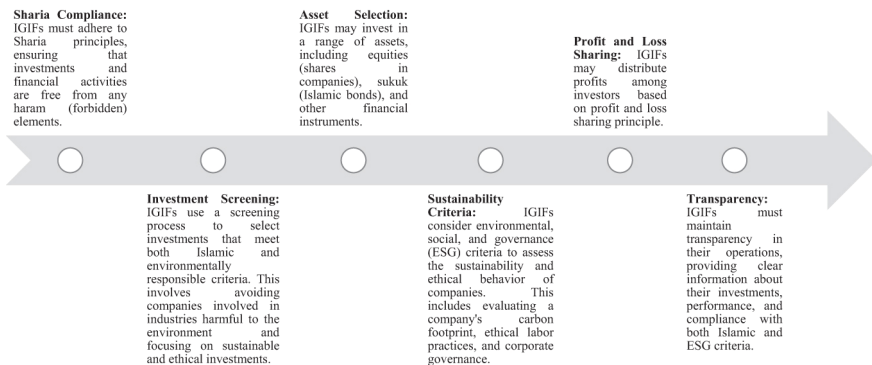 Sharia Compliance:
IGIFs must adhere to
Sharia principles,
ensuring that
investments and
financial activities
are free from any
haram (forbidden)
elements.
Investment Screening:
IGIFs use a screening
process to select
investments that meet
both Islamic and
environmentally
responsible criteria. This
involves avoiding
companies involved in
industries harmful to the
environment and
focusing on sustainable
and ethical investments.
Asset Selection:
IGIFs may invest in
a range of assets,
including equities
(shares in
companies), sukuk
(Islamic bonds), and
other financial
instruments.
Sustainability
Criteria: IGIFs
consider environmental,
social, and governance
(ESG) criteria to assess
the sustainability and
ethical behavior of
companies. This
includes evaluating a
company's carbon
footprint, ethical labor
practices, and corporate
governance.
Profit and Loss
Sharing: IGIFs
may distribute
profits among
investors based
on profit and loss
sharing principle.
Transparency:
IGIFs must
maintain
transparency in
their operations,
providing clear
information about
their investments,
performance, and
compliance with
both Islamic and
ESG criteria.